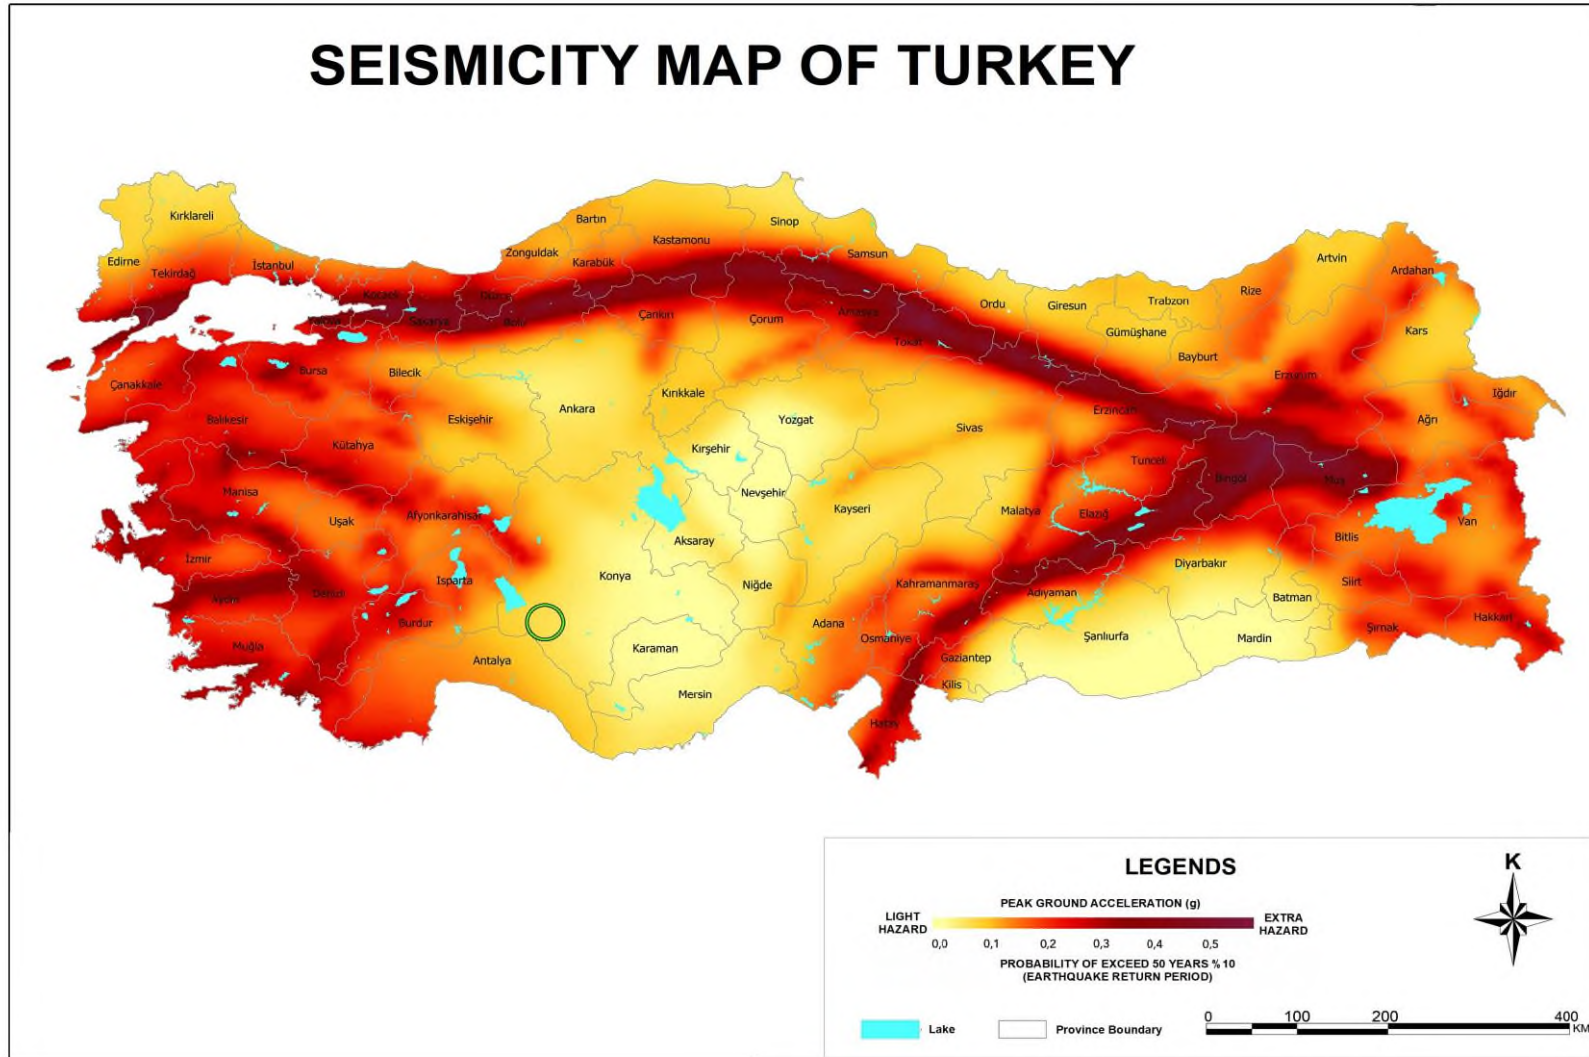 SEISMICITY MAP OF TURKEY
Kırklareli
Edirne
Tekirdağ
İstanbul
Kocaeli
Yalova
Sakarya
Düzce
Bolu
Zonguldak
Bartın
Karabük
Kastamonu
Sinop
Samsun
Çankırı
Çorum
Amasya
Tokat
Ordu
Giresun
Trabzon
Gümüşhane
Bayburt
Rize
Artvin
Ardahan
Kars
Erzurum
Iğdır
Ağrı
Çanakkale
Bursa
Bilecik
Balıkesir
Kütahya
Eskişehir
Ankara
Kırıkkale
Yozgat
Kırşehir
Sivas
Erzincan
Tunceli
Bingöl
Muş
Manisa
Uşak
Afyonkarahisar
Nevşehir
Kayseri
Malatya
Elazığ
Van
Bitlis
İzmir
Aksaray
Konya
Niğde
Isparta
Aydın
Denizli
Burdur
Muğla
Antalya
Karaman
Mersin
Adana
Osmaniye
Kahramanmaraş
Adıyaman
Gaziantep
Kilis
Hatay
Şanlıurfa
Diyarbakır
Batman
Mardin
Siirt
Şırnak
Hakkari
LEGENDS
PEAK GROUND ACCELERATION (g)
LIGHT HAZARD
EXTRA HAZARD
0,0 0,1 0,2 0,3 0,4 0,5
PROBABILITY OF EXCEED 50 YEARS % 10
(EARTHQUAKE RETURN PERIOD)
Lake
Province Boundary
K
0 100 200 400
KM